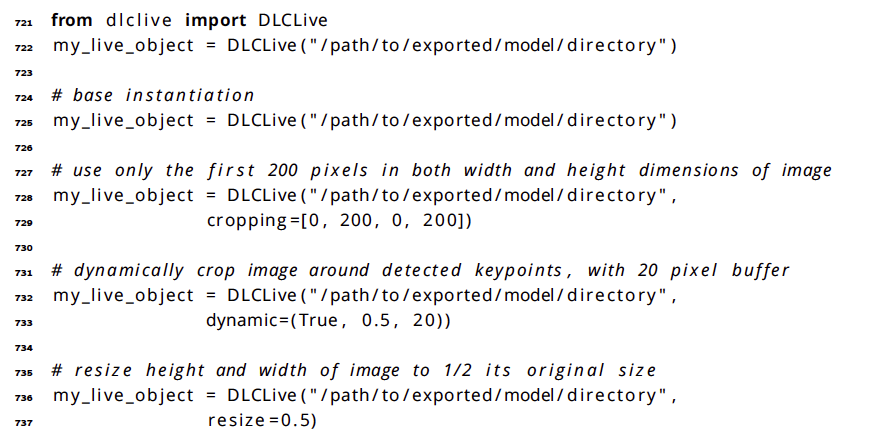 721 from dlclive import DLCLive
722 my_live_object = DLCLive("/path/to/exported/model/directory")
723
724 # base instantiation
725 my_live_object = DLCLive("/path/to/exported/model/directory")
726
727 # use only the first 200 pixels in both width and height dimensions of image
728 my_live_object = DLCLive("/path/to/exported/model/directory",
729 cropping=[0, 200, 0, 200])
730
731 # dynamically crop image around detected keypoints, with 20 pixel buffer
732 my_live_object = DLCLive("/path/to/exported/model/directory",
733 dynamic=(True, 0.5, 20))
734
735 # resize height and width of image to 1/2 its original size
736 my_live_object = DLCLive("/path/to/exported/model/directory",
737 resize=0.5)